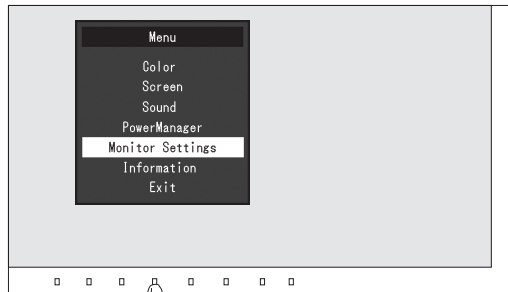 Menu
Color
Screen
Sound
PowerManager
Monitor Settings
Information
Exit